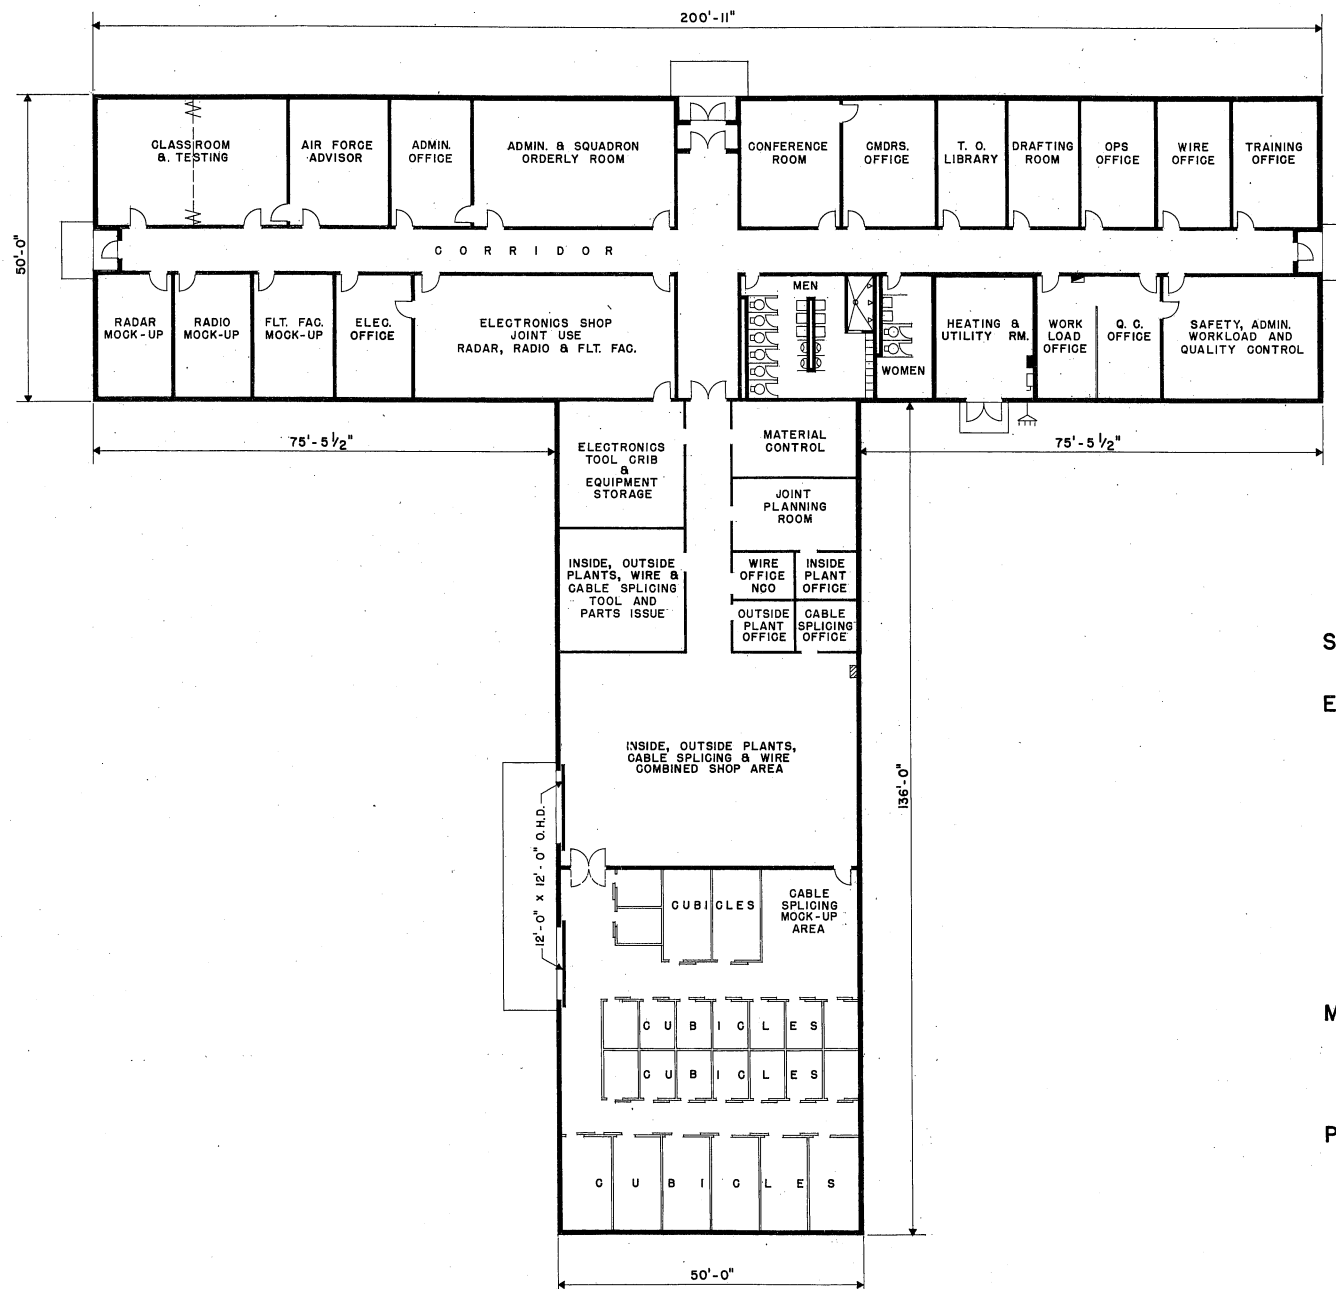 200'-11"
CLASSROOM
& TESTING
AIR FORCE
ADVISOR
ADMIN.
OFFICE
ADMIN. & SQUADRON
ORDERLY ROOM
CONFERENCE
ROOM
CMDRS.
OFFICE
T. O.
LIBRARY
DRAFTING
ROOM
OPS
OFFICE
WIRE
OFFICE
TRAINING
OFFICE
50'-0"
CORRIDOR
RADAR
MOCK-UP
RADIO
MOCK-UP
FLT. FAC.
MOCK-UP
ELEC.
OFFICE
ELECTRONICS SHOP
JOINT USE
RADAR, RADIO & FLT. FAC.
MEN
WOMEN
HEATING &
UTILITY RM.
WORK
LOAD
OFFICE
Q. C.
OFFICE
SAFETY, ADMIN.
WORKLOAD AND
QUALITY CONTROL
75'-5 1/2"
75'-5 1/2"
ELECTRONICS
TOOL CRIB
&
EQUIPMENT
STORAGE
MATERIAL
CONTROL
JOINT
PLANNING
ROOM
INSIDE, OUTSIDE
PLANTS, WIRE &
CABLE SPLICING
TOOL AND
PARTS ISSUE
WIRE
OFFICE
NCO
INSIDE
PLANT
OFFICE
OUTSIDE
PLANT
OFFICE
CABLE
SPLICING
OFFICE
S
E
INSIDE, OUTSIDE PLANTS,
CABLE SPLICING & WIRE
COMBINED SHOP AREA
136'-0"
12'-0" x 12'-0" O.H.D.
CUBICLES
CABLE
SPLICING
MOCK-UP
AREA
CUBICLES
CUBICLES
M
P
CUBICLES
50'-0"